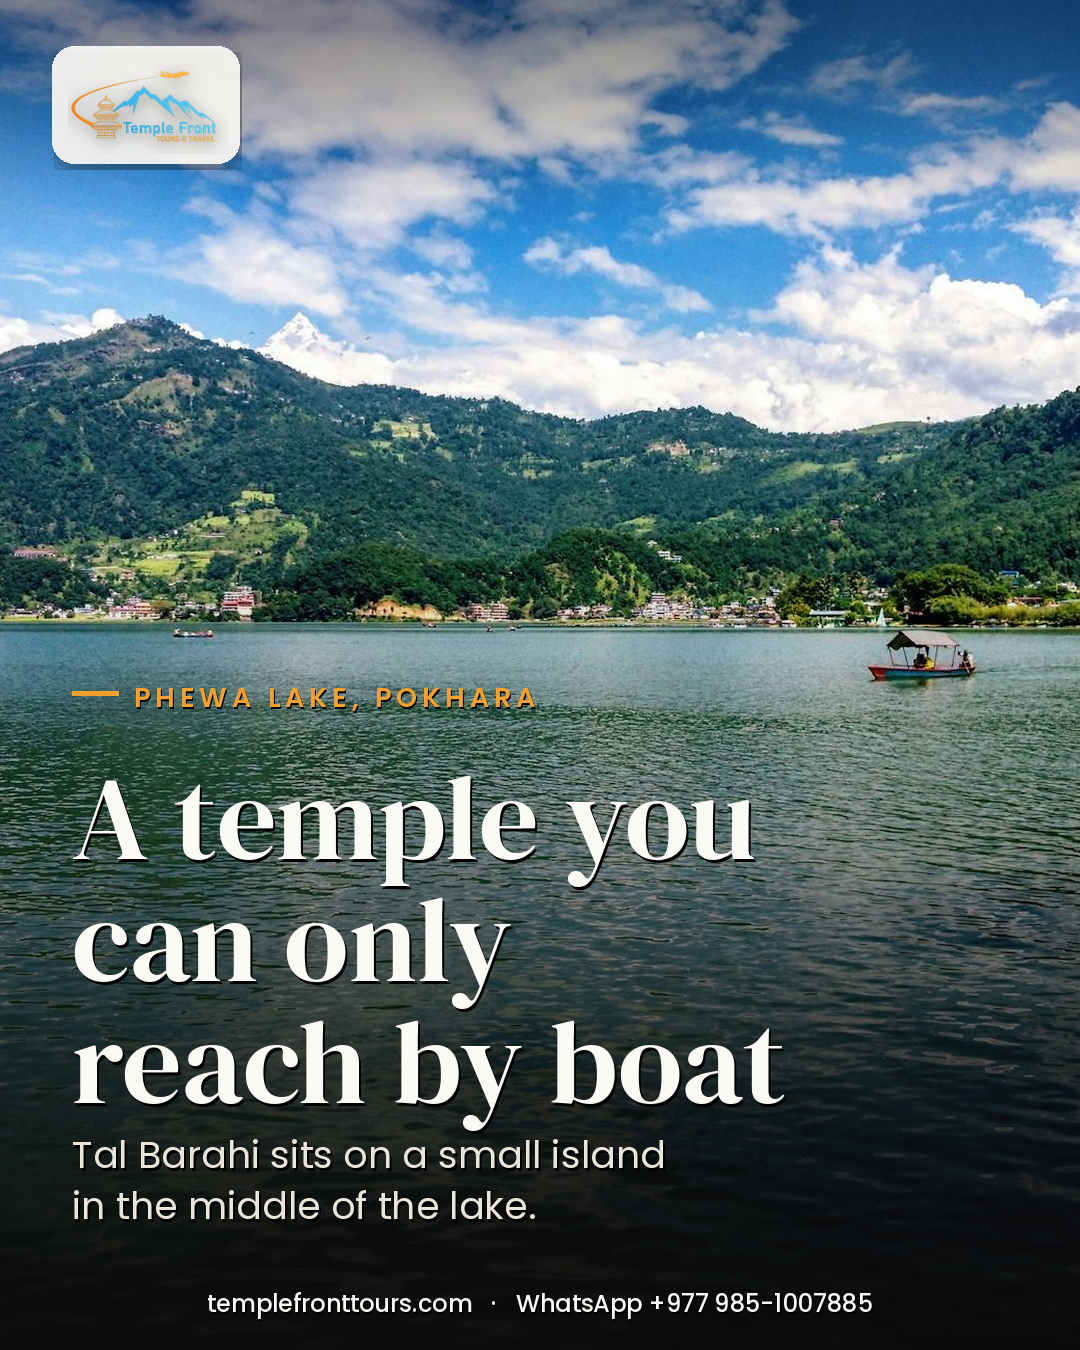 Temple Front
TOURS & TRAVEL
PHEWA LAKE, POKHARA
A temple you
can only
reach by boat
Tal Barahi sits on a small island
in the middle of the lake.
templefronttours.com · WhatsApp +977 985-1007885